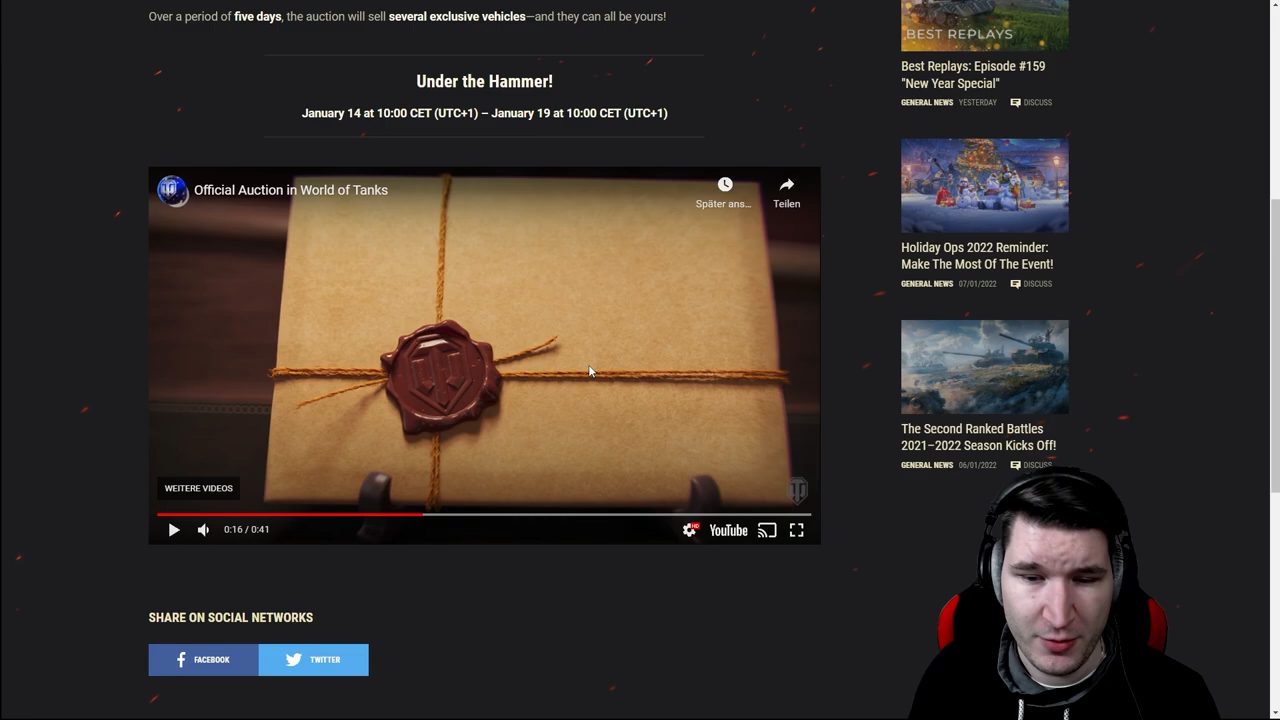 Over a period of five days, the auction will sell several exclusive vehicles—and they can all be yours!
Under the Hammer!
January 14 at 10:00 CET (UTC+1) – January 19 at 10:00 CET (UTC+1)
Official Auction in World of Tanks
Später ans...
Teilen
WEITERE VIDEOS
0:16 / 0:41
HD
YouTube
SHARE ON SOCIAL NETWORKS
FACEBOOK
TWITTER
BEST REPLAYS
Best Replays: Episode #159
"New Year Special"
GENERAL NEWS YESTERDAY DISCUSS
Holiday Ops 2022 Reminder:
Make The Most Of The Event!
GENERAL NEWS 07/01/2022 DISCUSS
The Second Ranked Battles
2021–2022 Season Kicks Off!
GENERAL NEWS 06/01/2022 DISCUSS